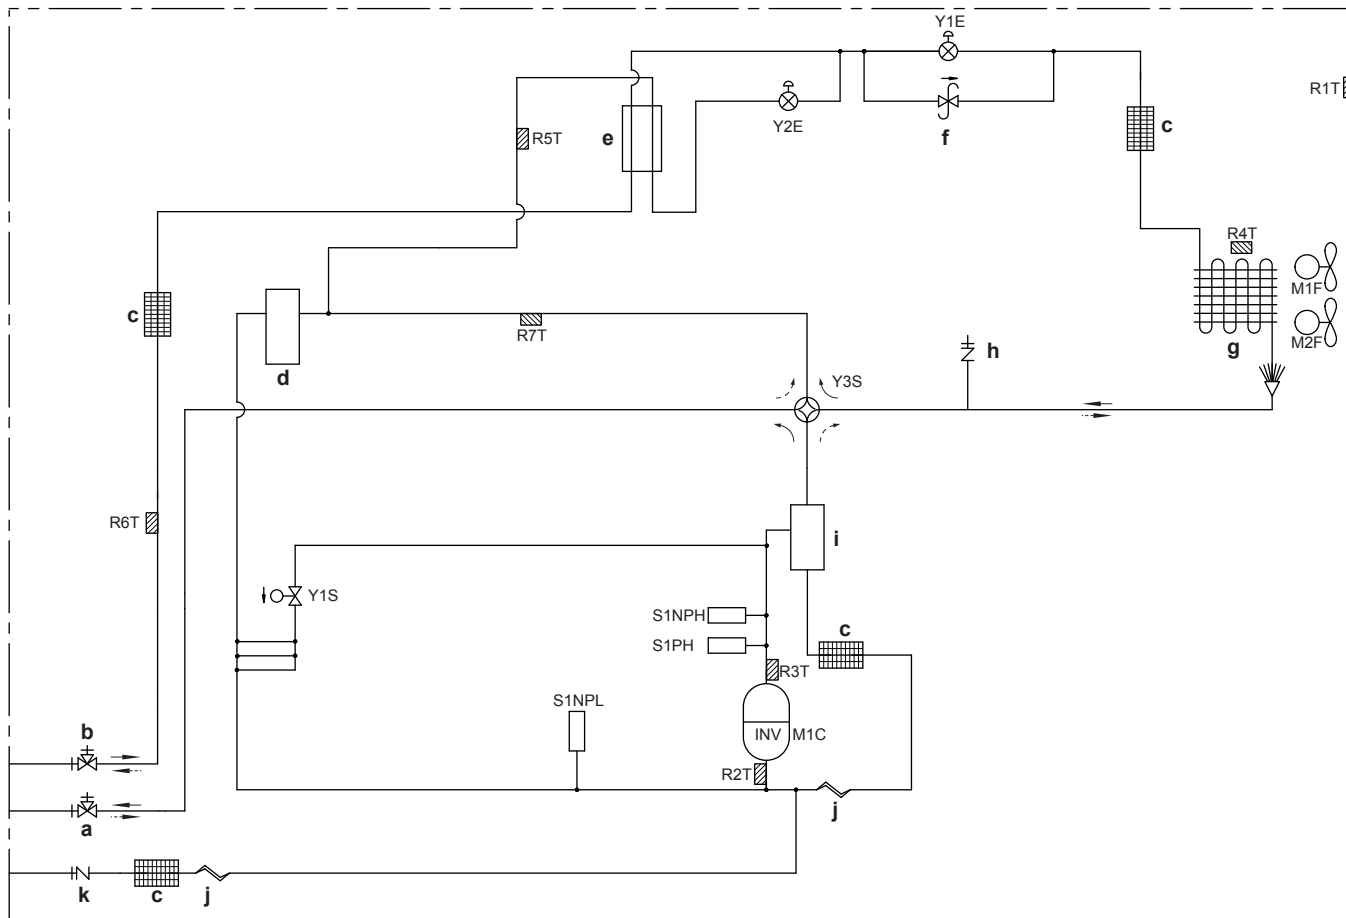 Y1E
R1T
Y2E
f
c
e
R5T
R4T
M1F
c
R7T
M2F
g
h
d
Y3S
R6T
i
Y1S
S1NPH
c
S1PH
R3T
S1NPL
b
INV
M1C
R2T
a
j
k
c
j